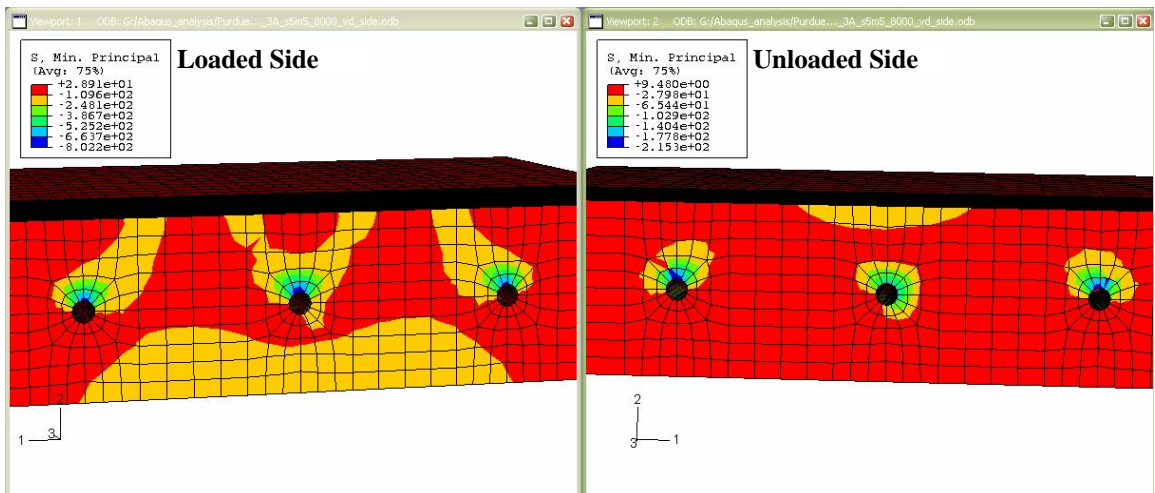 Viewport: 1 ODB: G:/Abaqus_analysis/Purdue..._3A_s5m5_8000_vd_side.odb
S, Min. Principal
(Avg: 75%)
+2.891e+01
-1.096e+02
-2.481e+02
-3.867e+02
-5.252e+02
-6.637e+02
-8.022e+02
Loaded Side
2
3
1
Viewport: 2 ODB: G:/Abaqus_analysis/Purdue..._3A_s5m5_8000_vd_side.odb
S, Min. Principal
(Avg: 75%)
+9.480e+00
-2.798e+01
-6.544e+01
-1.029e+02
-1.404e+02
-1.778e+02
-2.153e+02
Unloaded Side
2
3
1